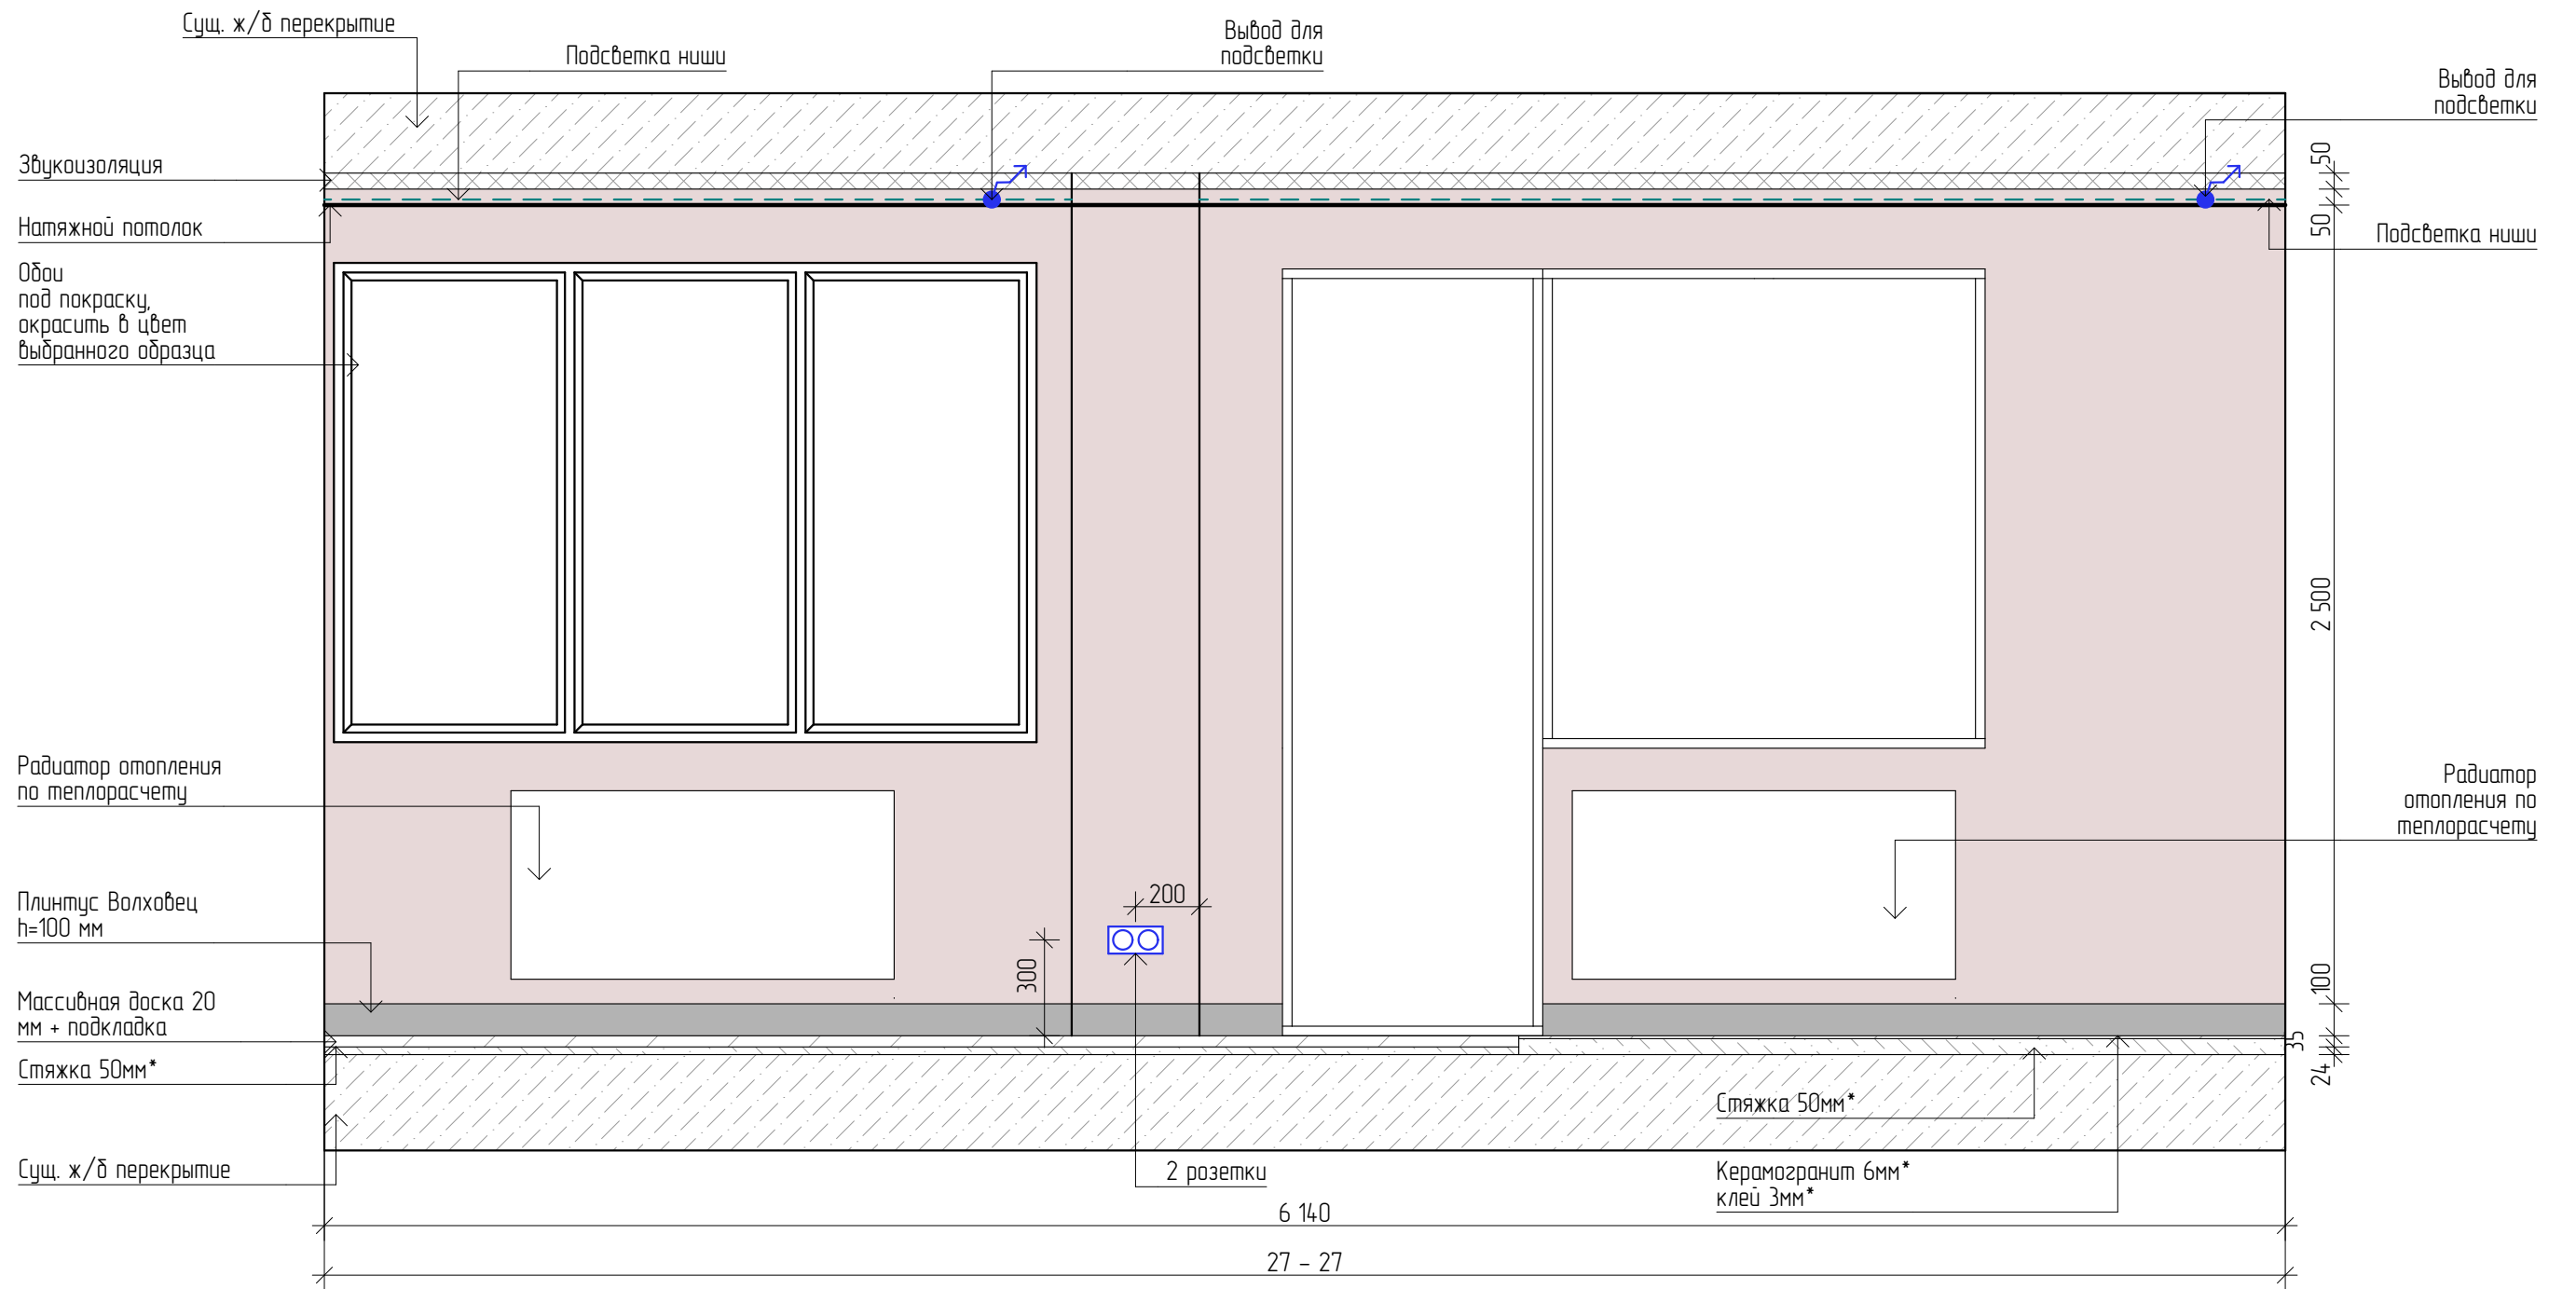 Сущ. ж/б перекрытие
Подсветка ниши
Вывод для
подсветки
Вывод для
подсветки
Звукоизоляция
Натяжной потолок
Обои
под покраску,
окрасить в цвет
выбранного образца
50
50
Подсветка ниши
2 500
Радиатор отопления
по теплорасчету
Радиатор
отопления по
теплорасчету
Плинтус Волховец
h=100 мм
200
300
100
Массивная доска 20
мм + подкладка
Стяжка 50мм*
35
24
Стяжка 50мм*
Сущ. ж/б перекрытие
2 розетки
Керамогранит 6мм*
клей 3мм*
6 140
27 - 27